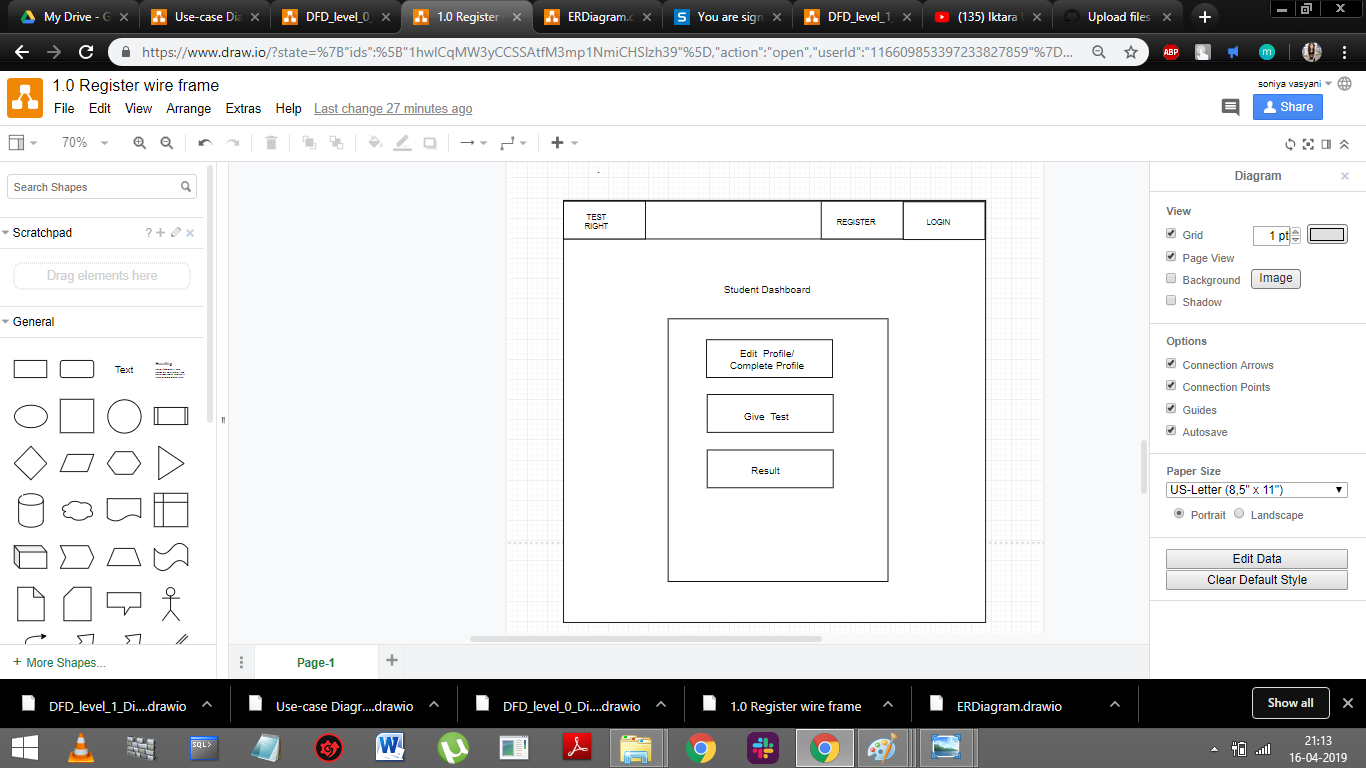 My Drive - G
Use-case Dia
DFD_level_0_
1.0 Register
ERDiagram.d
You are sign
DFD_level_1_
(135) Iktara
Upload files
https://www.draw.io/?state=%7B"ids":%5B"1hwlCqMW3yCCSSAtfM3mp1NmiCHSlzh39"%5D,"action":"open","userId":"116609853397233827859"%7D...
ABP
m
1.0 Register wire frame
soniya vasyani
File Edit View Arrange Extras Help Last change 27 minutes ago
Share
70%
Search Shapes
Scratchpad
?
Drag elements here
General
Text
Heading
+ More Shapes...
TEST
RIGHT
REGISTER
LOGIN
Student Dashboard
Edit Profile/
Complete Profile
Give Test
Result
Page-1
Diagram
View
Grid
1 pt
Page View
Background
Image
Shadow
Options
Connection Arrows
Connection Points
Guides
Autosave
Paper Size
US-Letter (8,5" x 11")
Portrait
Landscape
Edit Data
Clear Default Style
DFD_level_1_Di....drawio
Use-case Diagr....drawio
DFD_level_0_Di....drawio
1.0 Register wire frame
ERDiagram.drawio
Show all
SQL>
W
21:13
16-04-2019